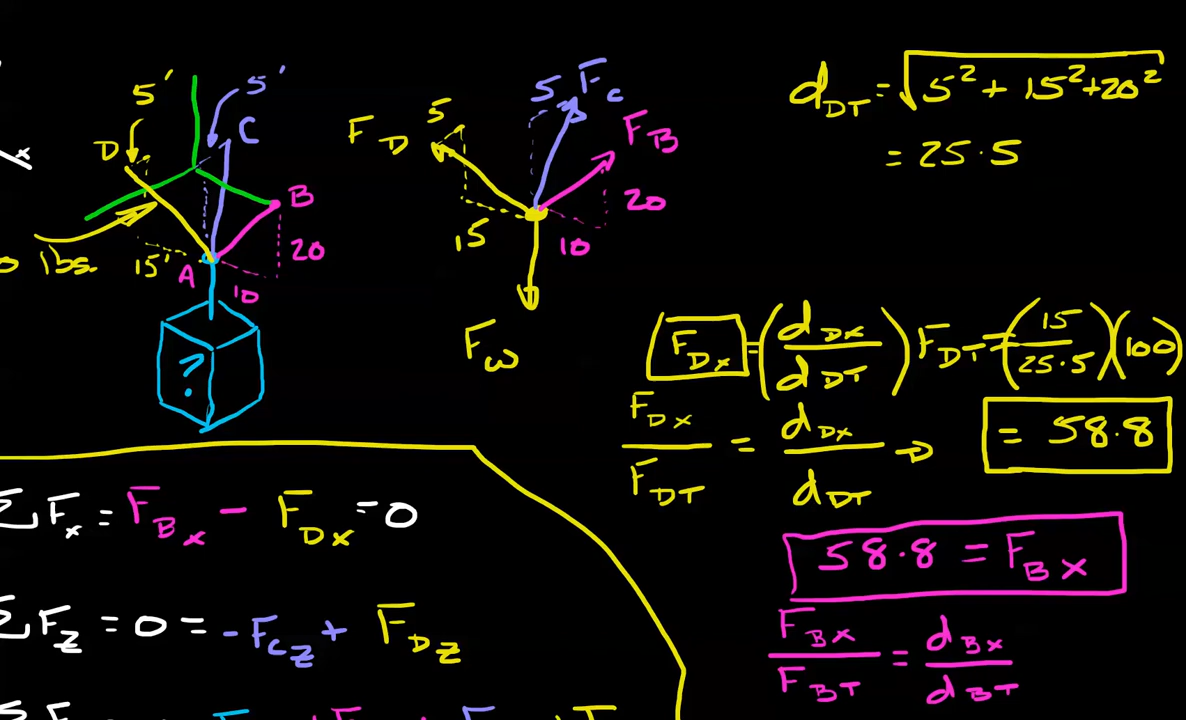 x
5'
5'
D
C
B
20
0 lbs.
15'
A
10
?
F_D
5
5
F_C
F_B
20
15
10
F_W
d_DT = √(5² + 15² + 20²)
= 25.5
F_Dx = (d_Dx / d_DT) F_DT = (15 / 25.5)(100)
F_Dx / F_DT = d_Dx / d_DT →
= 58.8
ΣF_x = F_Bx - F_Dx = 0
58.8 = F_Bx
ΣF_z = 0 = -F_Cz + F_Dz
F_Bx / F_BT = d_Bx / d_BT